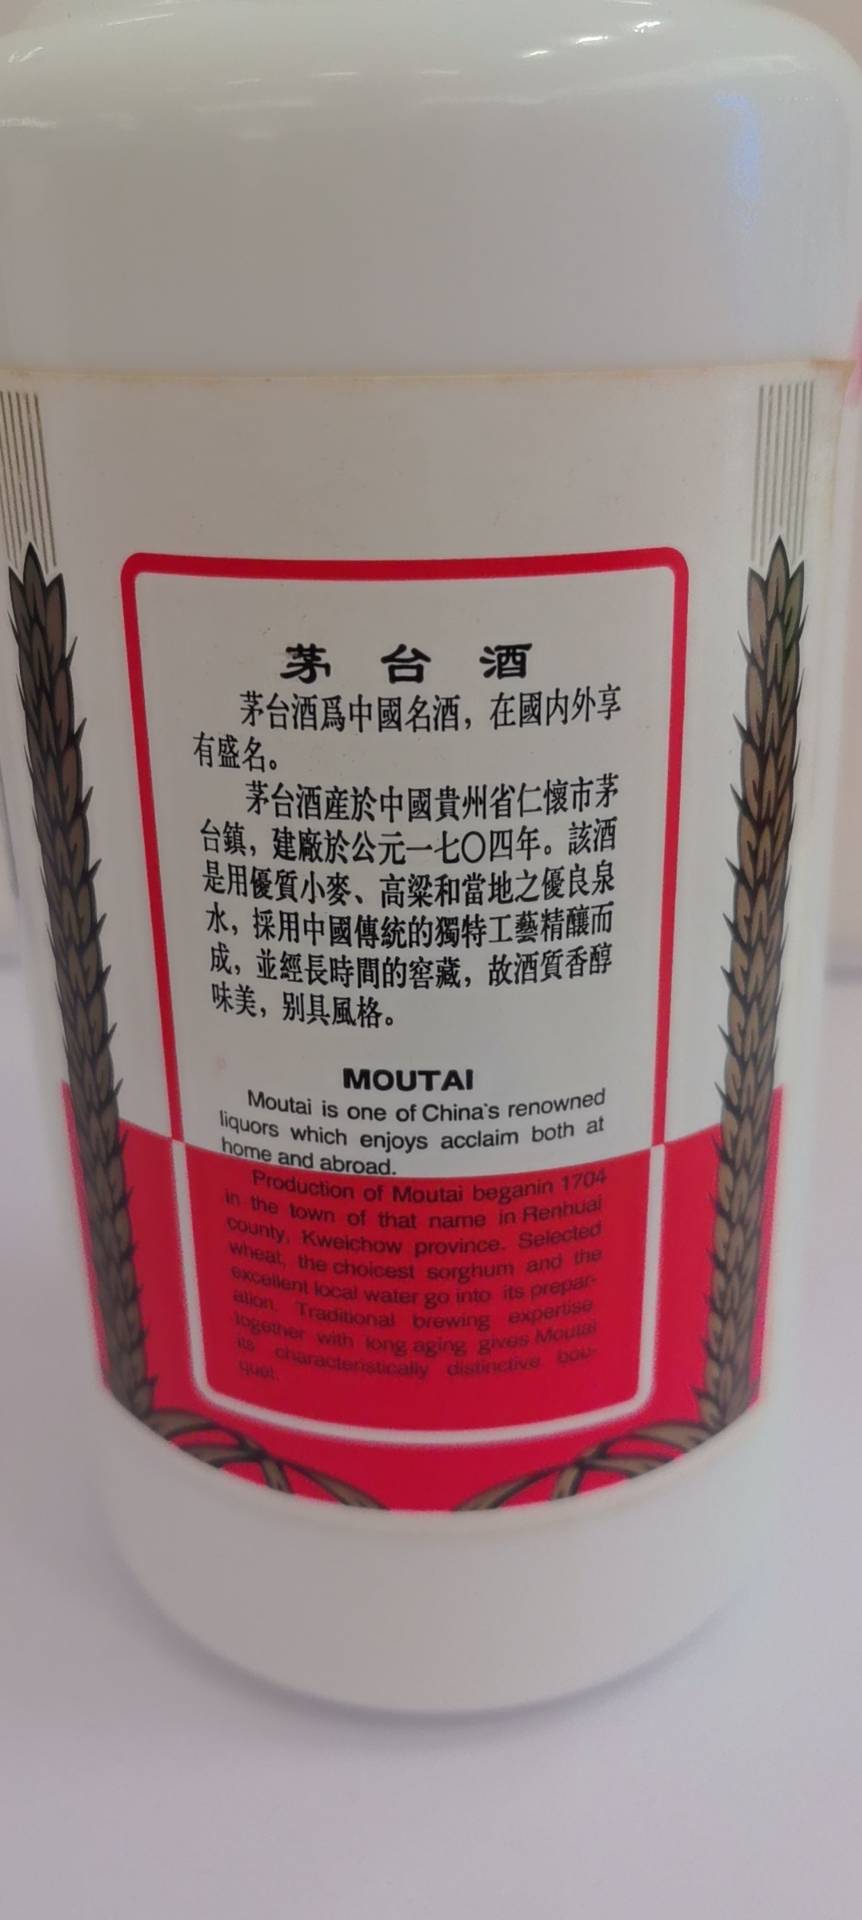 茅台酒
茅台酒爲中國名酒，在國内外享
有盛名。
茅台酒産於中國貴州省仁懷市茅
台鎮，建廠於公元一七〇四年。該酒
是用優質小麥、高粱和當地之優良泉
水，採用中國傳統的獨特工藝精釀而
成，並經長時間的窖藏，故酒質香醇
味美，别具風格。
MOUTAI
Moutai is one of China's renowned
liquors which enjoys acclaim both at
home and abroad.
Production of Moutai beganin 1704
in the town of that name in Renhuai
county, Kweichow province. Selected
wheat, the choicest sorghum and the
excellent local water go into its prepar-
ation. Traditional brewing expertise
together with long aging gives Moutai
its characteristically distinctive bou-
quet.